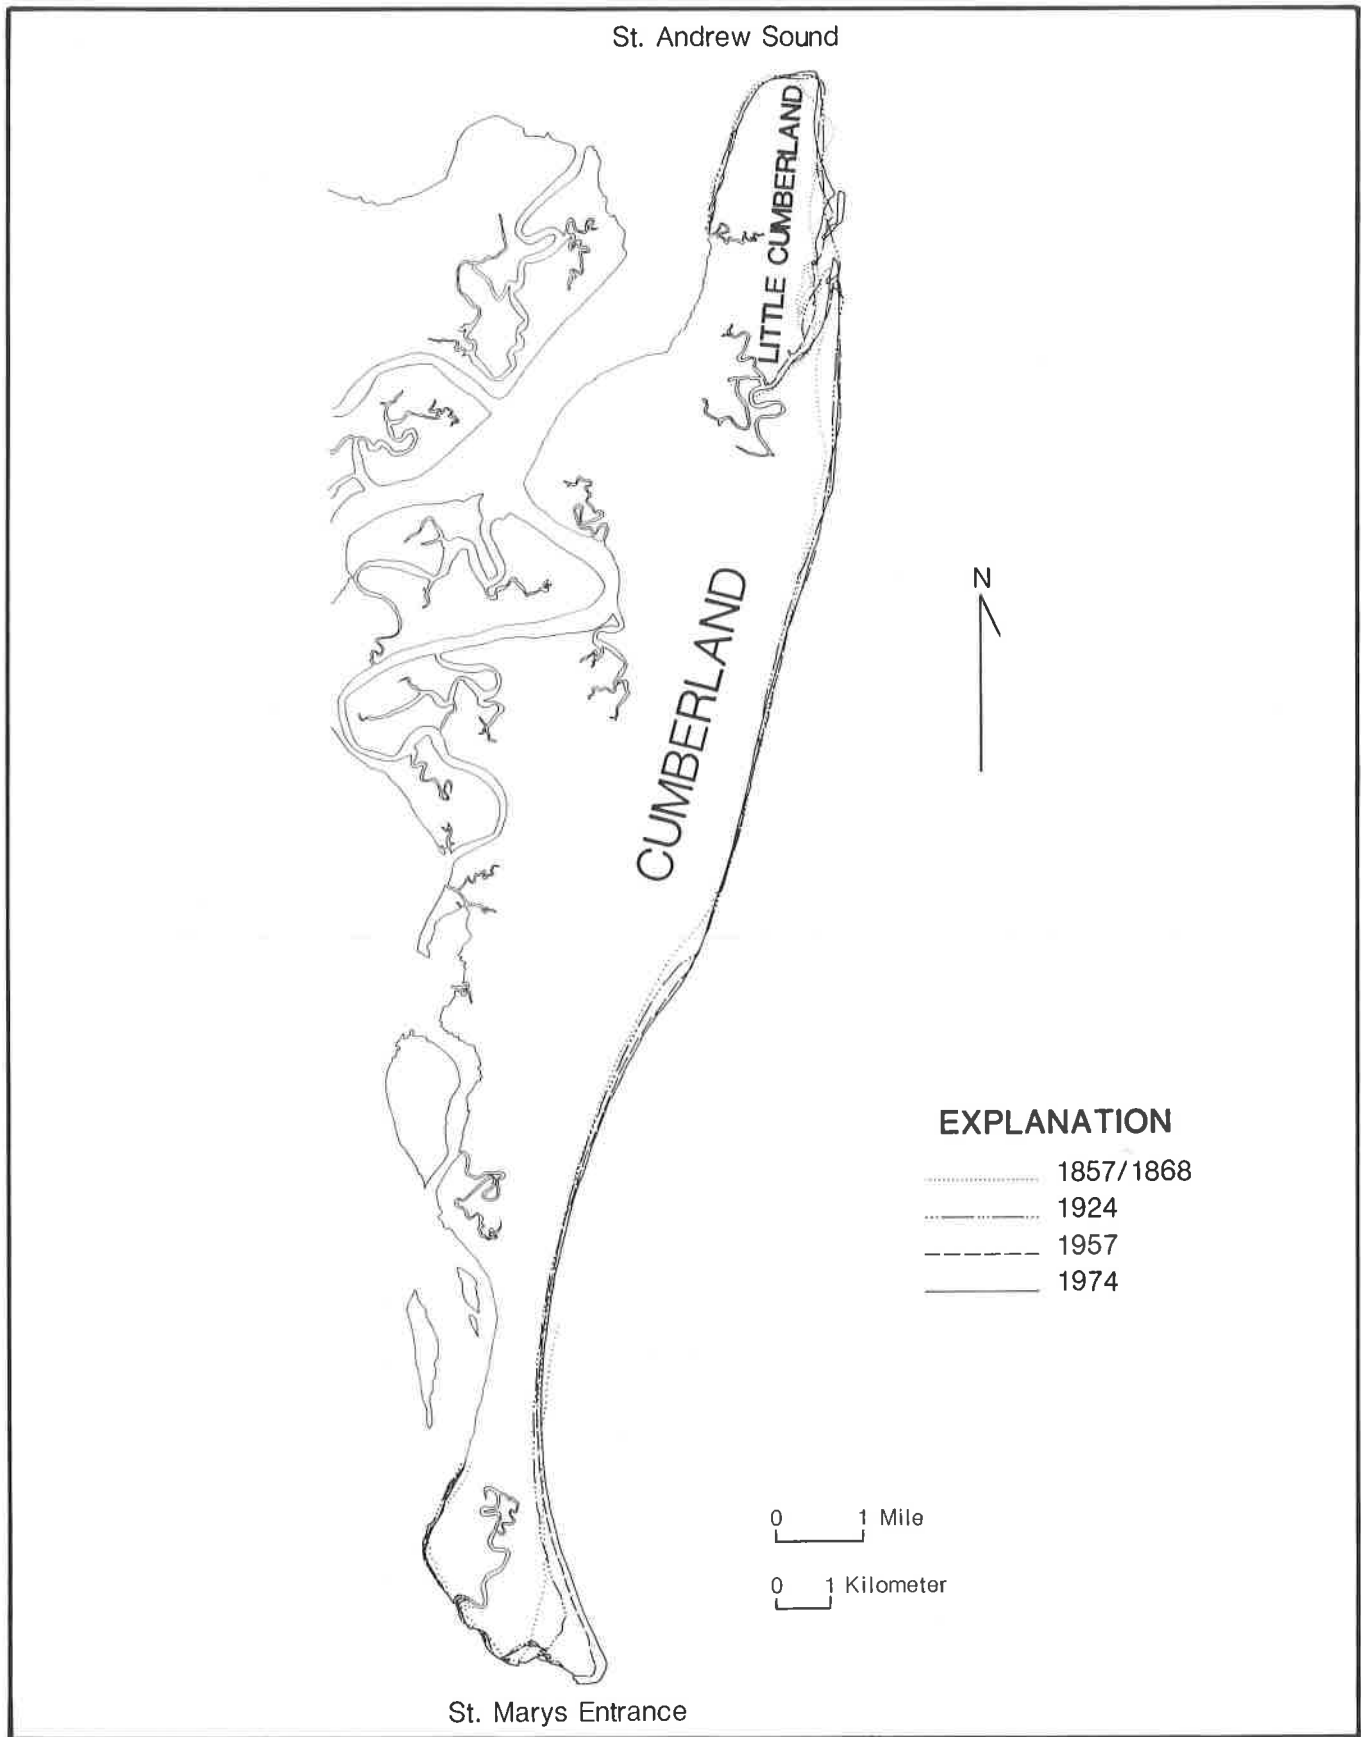 St. Andrew Sound
LITTLE CUMBERLAND
CUMBERLAND
N
EXPLANATION
1857/1868
1924
1957
1974
0 1 Mile
0 1 Kilometer
St. Marys Entrance